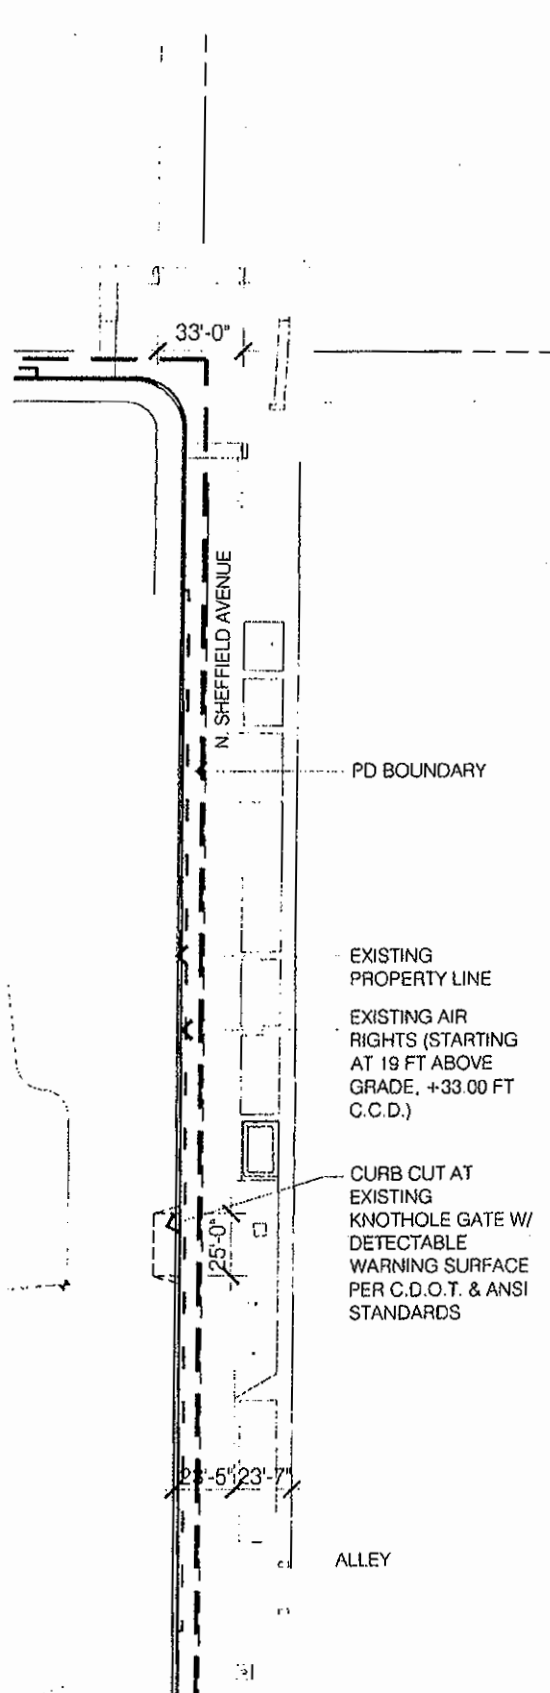 33'-0"
N. SHEFFIELD AVENUE
PD BOUNDARY
EXISTING
PROPERTY LINE
EXISTING AIR
RIGHTS (STARTING
AT 19 FT ABOVE
GRADE, +33.00 FT
C.C.D.)
CURB CUT AT
EXISTING
KNOTHOLE GATE W/
DETECTABLE
WARNING SURFACE
PER C.D.O.T. & ANSI
STANDARDS
25'-0"
23'-5" 23'-7"
ALLEY